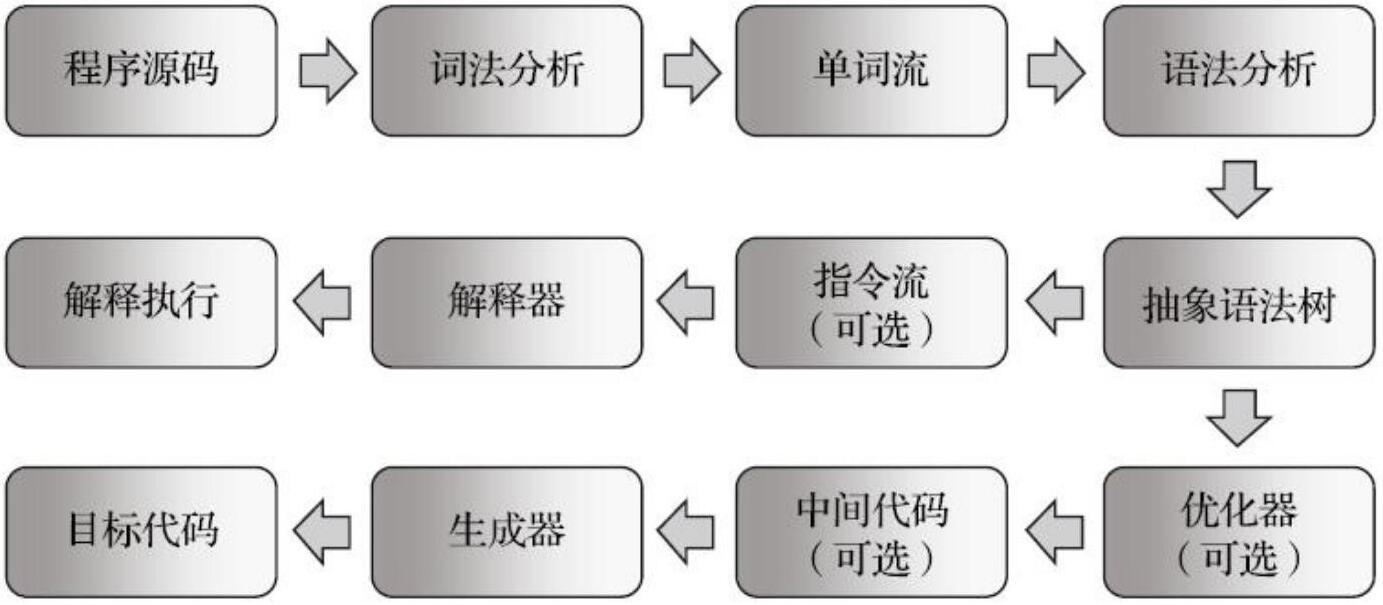 程序源码
词法分析
单词流
语法分析
解释执行
解释器
指令流
（可选）
抽象语法树
目标代码
生成器
中间代码
（可选）
优化器
（可选）